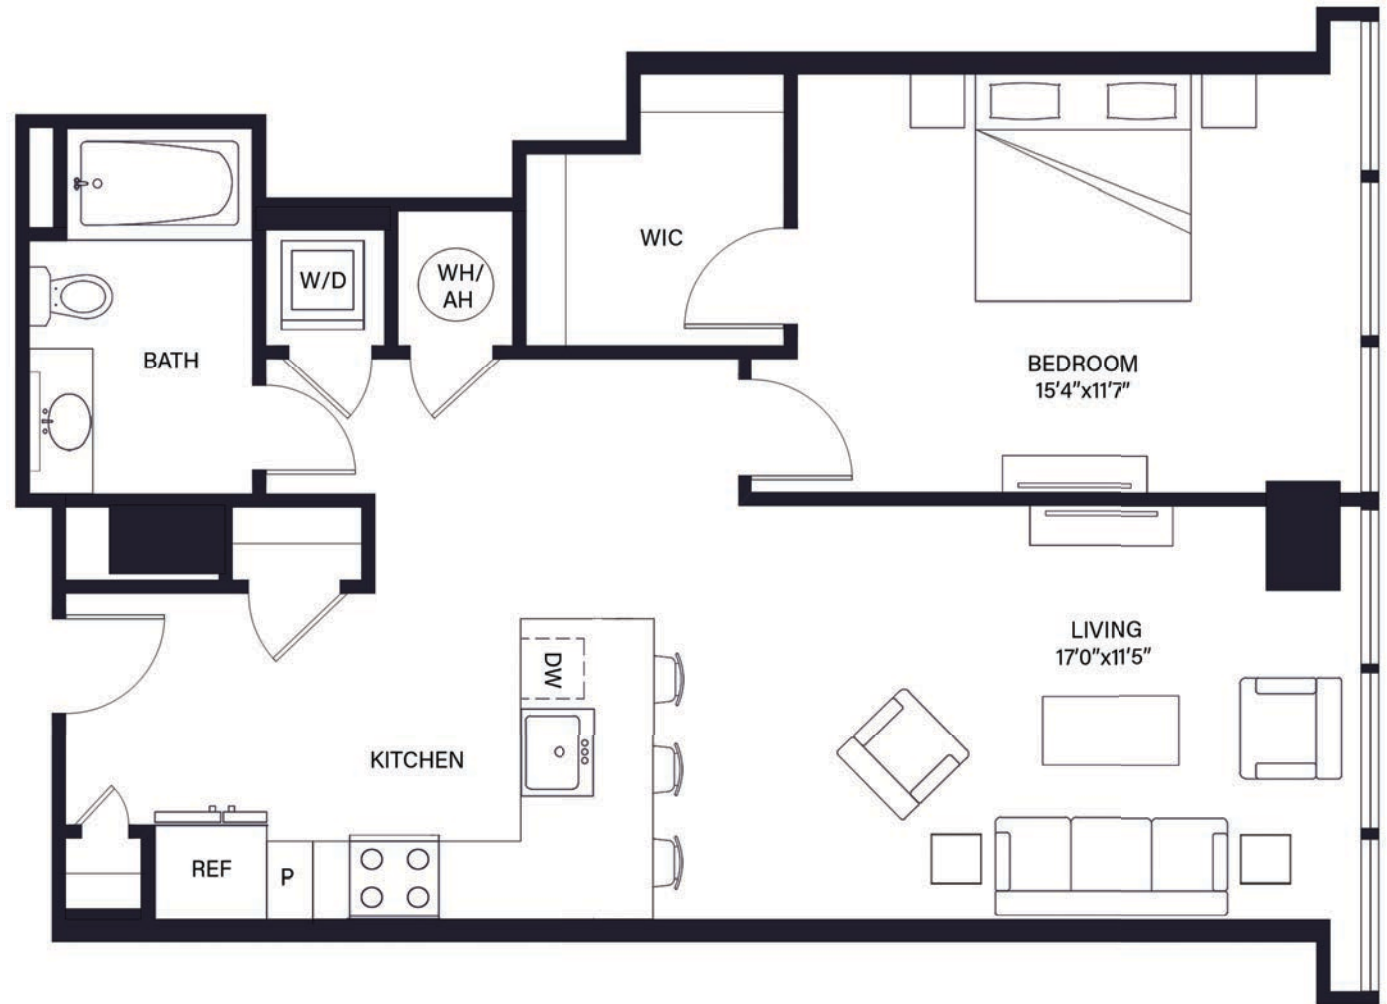 WIC
W/D
WH/
AH
BATH
BEDROOM
15'4"x11'7"
LIVING
17'0"x11'5"
DW
KITCHEN
REF
P